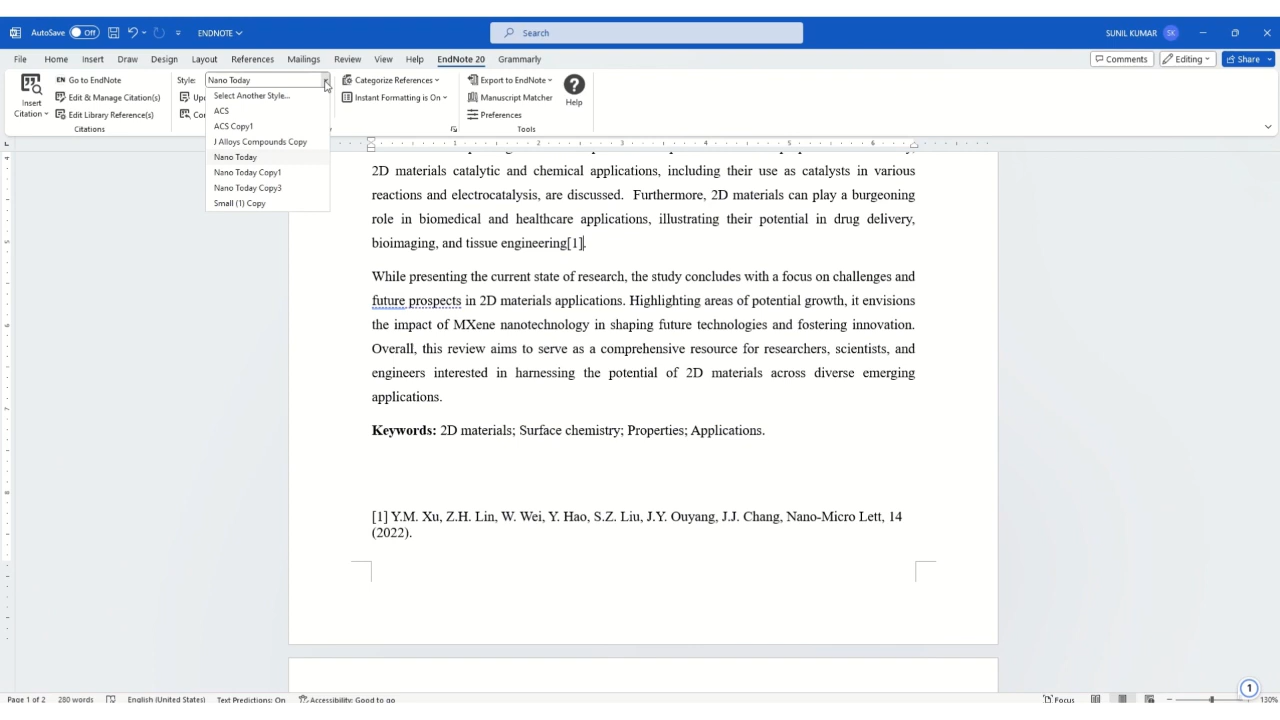 AutoSave Off ENDNOTE Search SUNIL KUMAR SK
File Home Insert Draw Design Layout References Mailings Review View Help EndNote 20 Grammarly Comments Editing Share
EN Go to EndNote Style: Nano Today Categorize References Export to EndNote
Insert Citation Edit & Manage Citation(s) Select Another Style... Instant Formatting is On Manuscript Matcher Help
Edit Library Reference(s) ACS Preferences
Citations ACS Copy1 Tools
J Alloys Compounds Copy
Nano Today
Nano Today Copy1
Nano Today Copy3
Small (1) Copy
2D materials catalytic and chemical applications, including their use as catalysts in various
reactions and electrocatalysis, are discussed. Furthermore, 2D materials can play a burgeoning
role in biomedical and healthcare applications, illustrating their potential in drug delivery,
bioimaging, and tissue engineering[1].
While presenting the current state of research, the study concludes with a focus on challenges and
future prospects in 2D materials applications. Highlighting areas of potential growth, it envisions
the impact of MXene nanotechnology in shaping future technologies and fostering innovation.
Overall, this review aims to serve as a comprehensive resource for researchers, scientists, and
engineers interested in harnessing the potential of 2D materials across diverse emerging
applications.
Keywords: 2D materials; Surface chemistry; Properties; Applications.
[1] Y.M. Xu, Z.H. Lin, W. Wei, Y. Hao, S.Z. Liu, J.Y. Ouyang, J.J. Chang, Nano-Micro Lett, 14
(2022).
1
Page 1 of 2 280 words English (United States) Text Predictions: On Accessibility: Good to go Focus 130%